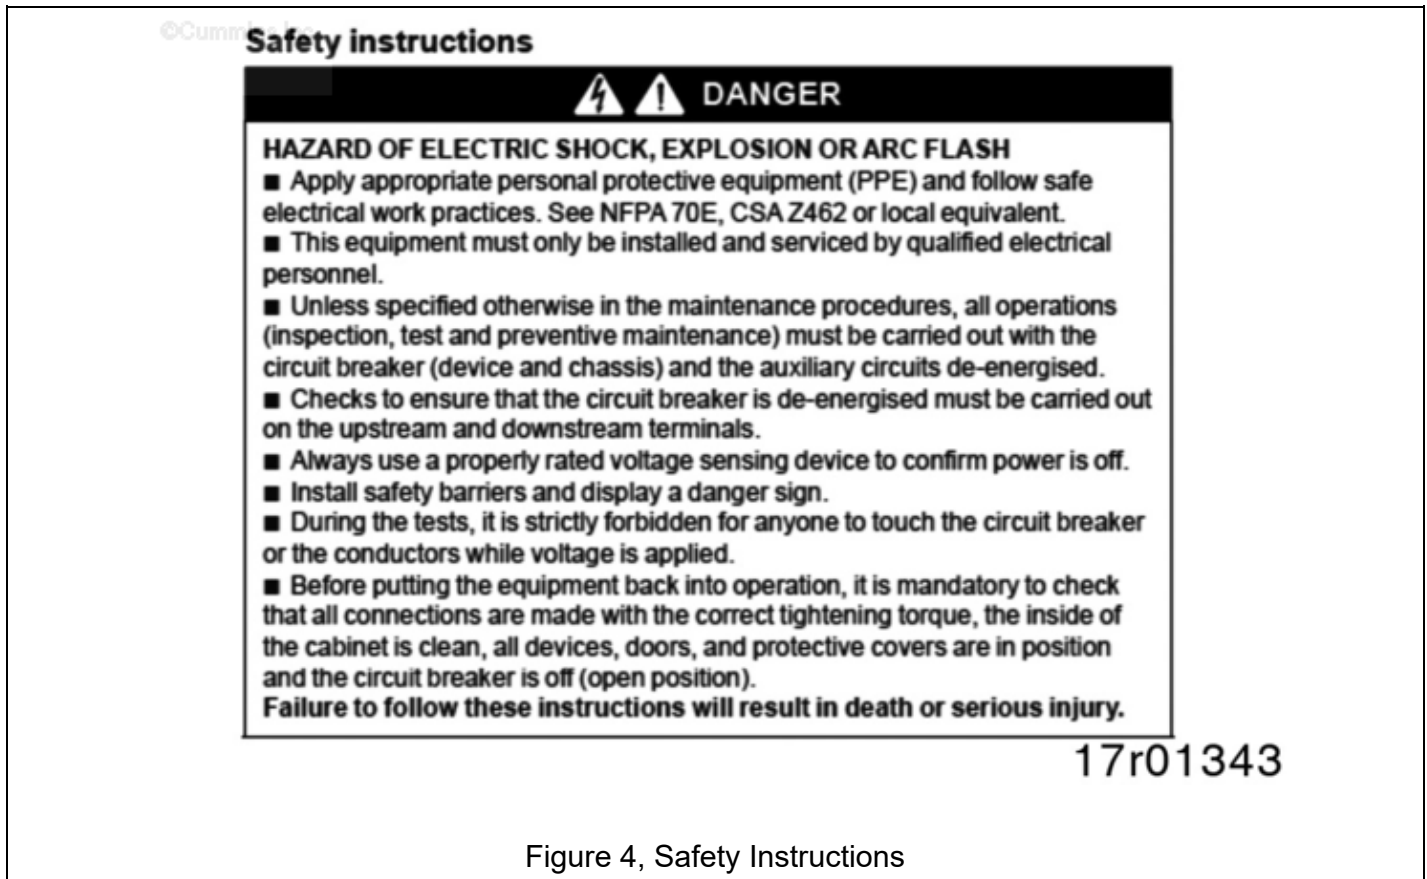 ©Cummins Inc.
Safety instructions
DANGER
HAZARD OF ELECTRIC SHOCK, EXPLOSION OR ARC FLASH
■ Apply appropriate personal protective equipment (PPE) and follow safe
electrical work practices. See NFPA 70E, CSA Z462 or local equivalent.
■ This equipment must only be installed and serviced by qualified electrical
personnel.
■ Unless specified otherwise in the maintenance procedures, all operations
(inspection, test and preventive maintenance) must be carried out with the
circuit breaker (device and chassis) and the auxiliary circuits de-energised.
■ Checks to ensure that the circuit breaker is de-energised must be carried out
on the upstream and downstream terminals.
■ Always use a properly rated voltage sensing device to confirm power is off.
■ Install safety barriers and display a danger sign.
■ During the tests, it is strictly forbidden for anyone to touch the circuit breaker
or the conductors while voltage is applied.
■ Before putting the equipment back into operation, it is mandatory to check
that all connections are made with the correct tightening torque, the inside of
the cabinet is clean, all devices, doors, and protective covers are in position
and the circuit breaker is off (open position).
Failure to follow these instructions will result in death or serious injury.
17r01343
Figure 4, Safety Instructions